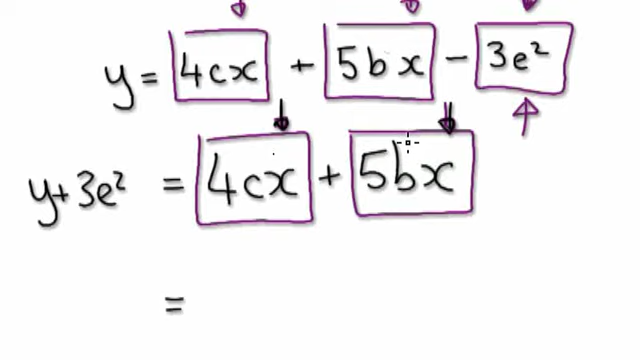 y = 4cx + 5bx - 3e²
y + 3e² = 4cx + 5bx
=